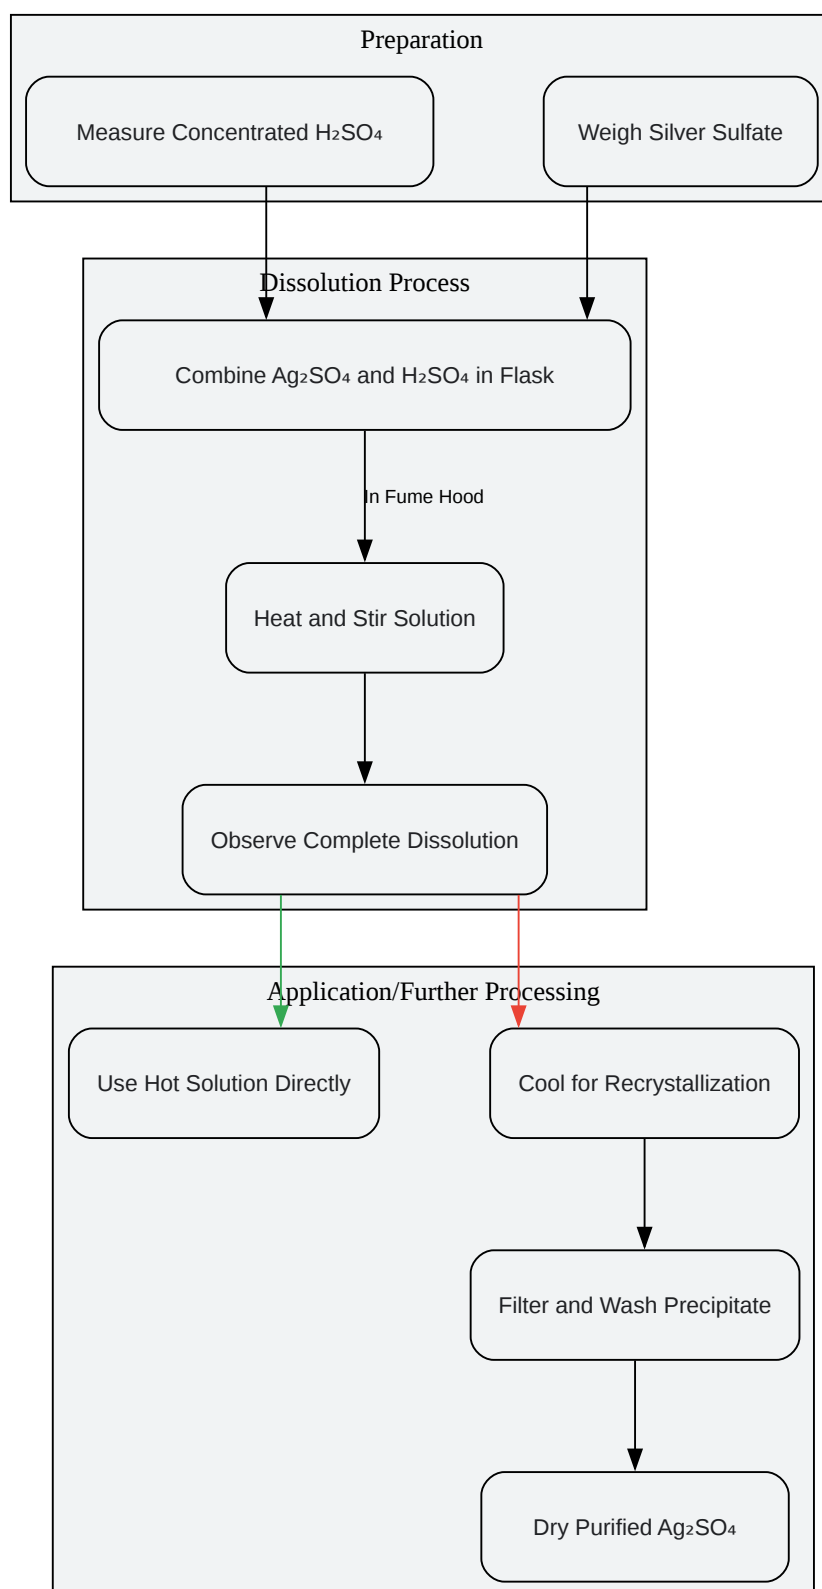 Preparation
Measure Concentrated H₂SO₄
Weigh Silver Sulfate
Dissolution Process
Combine Ag₂SO₄ and H₂SO₄ in Flask
In Fume Hood
Heat and Stir Solution
Observe Complete Dissolution
Application/Further Processing
Use Hot Solution Directly
Cool for Recrystallization
Filter and Wash Precipitate
Dry Purified Ag₂SO₄